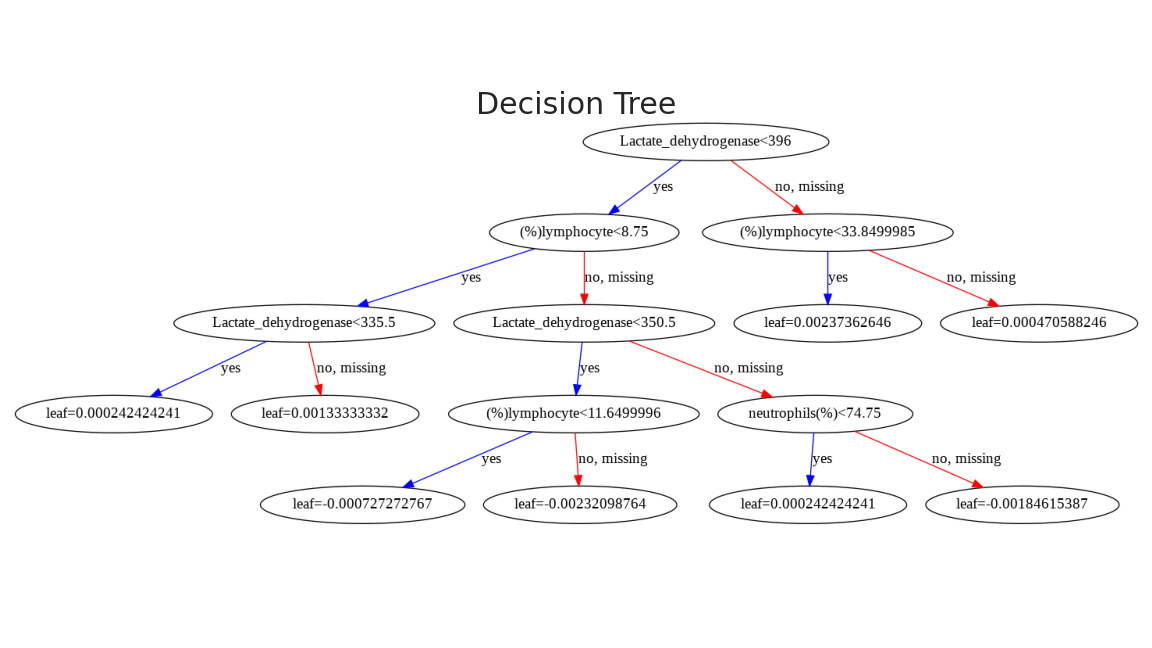 Decision Tree
Lactate_dehydrogenase<396
yes
no, missing
(%)lymphocyte<8.75
(%)lymphocyte<33.8499985
yes
no, missing
yes
no, missing
Lactate_dehydrogenase<335.5
Lactate_dehydrogenase<350.5
leaf=0.00237362646
leaf=0.000470588246
yes
no, missing
yes
no, missing
leaf=0.000242424241
leaf=0.00133333332
(%)lymphocyte<11.6499996
neutrophils(%)<74.75
yes
no, missing
yes
no, missing
leaf=-0.000727272767
leaf=-0.00232098764
leaf=0.000242424241
leaf=-0.00184615387